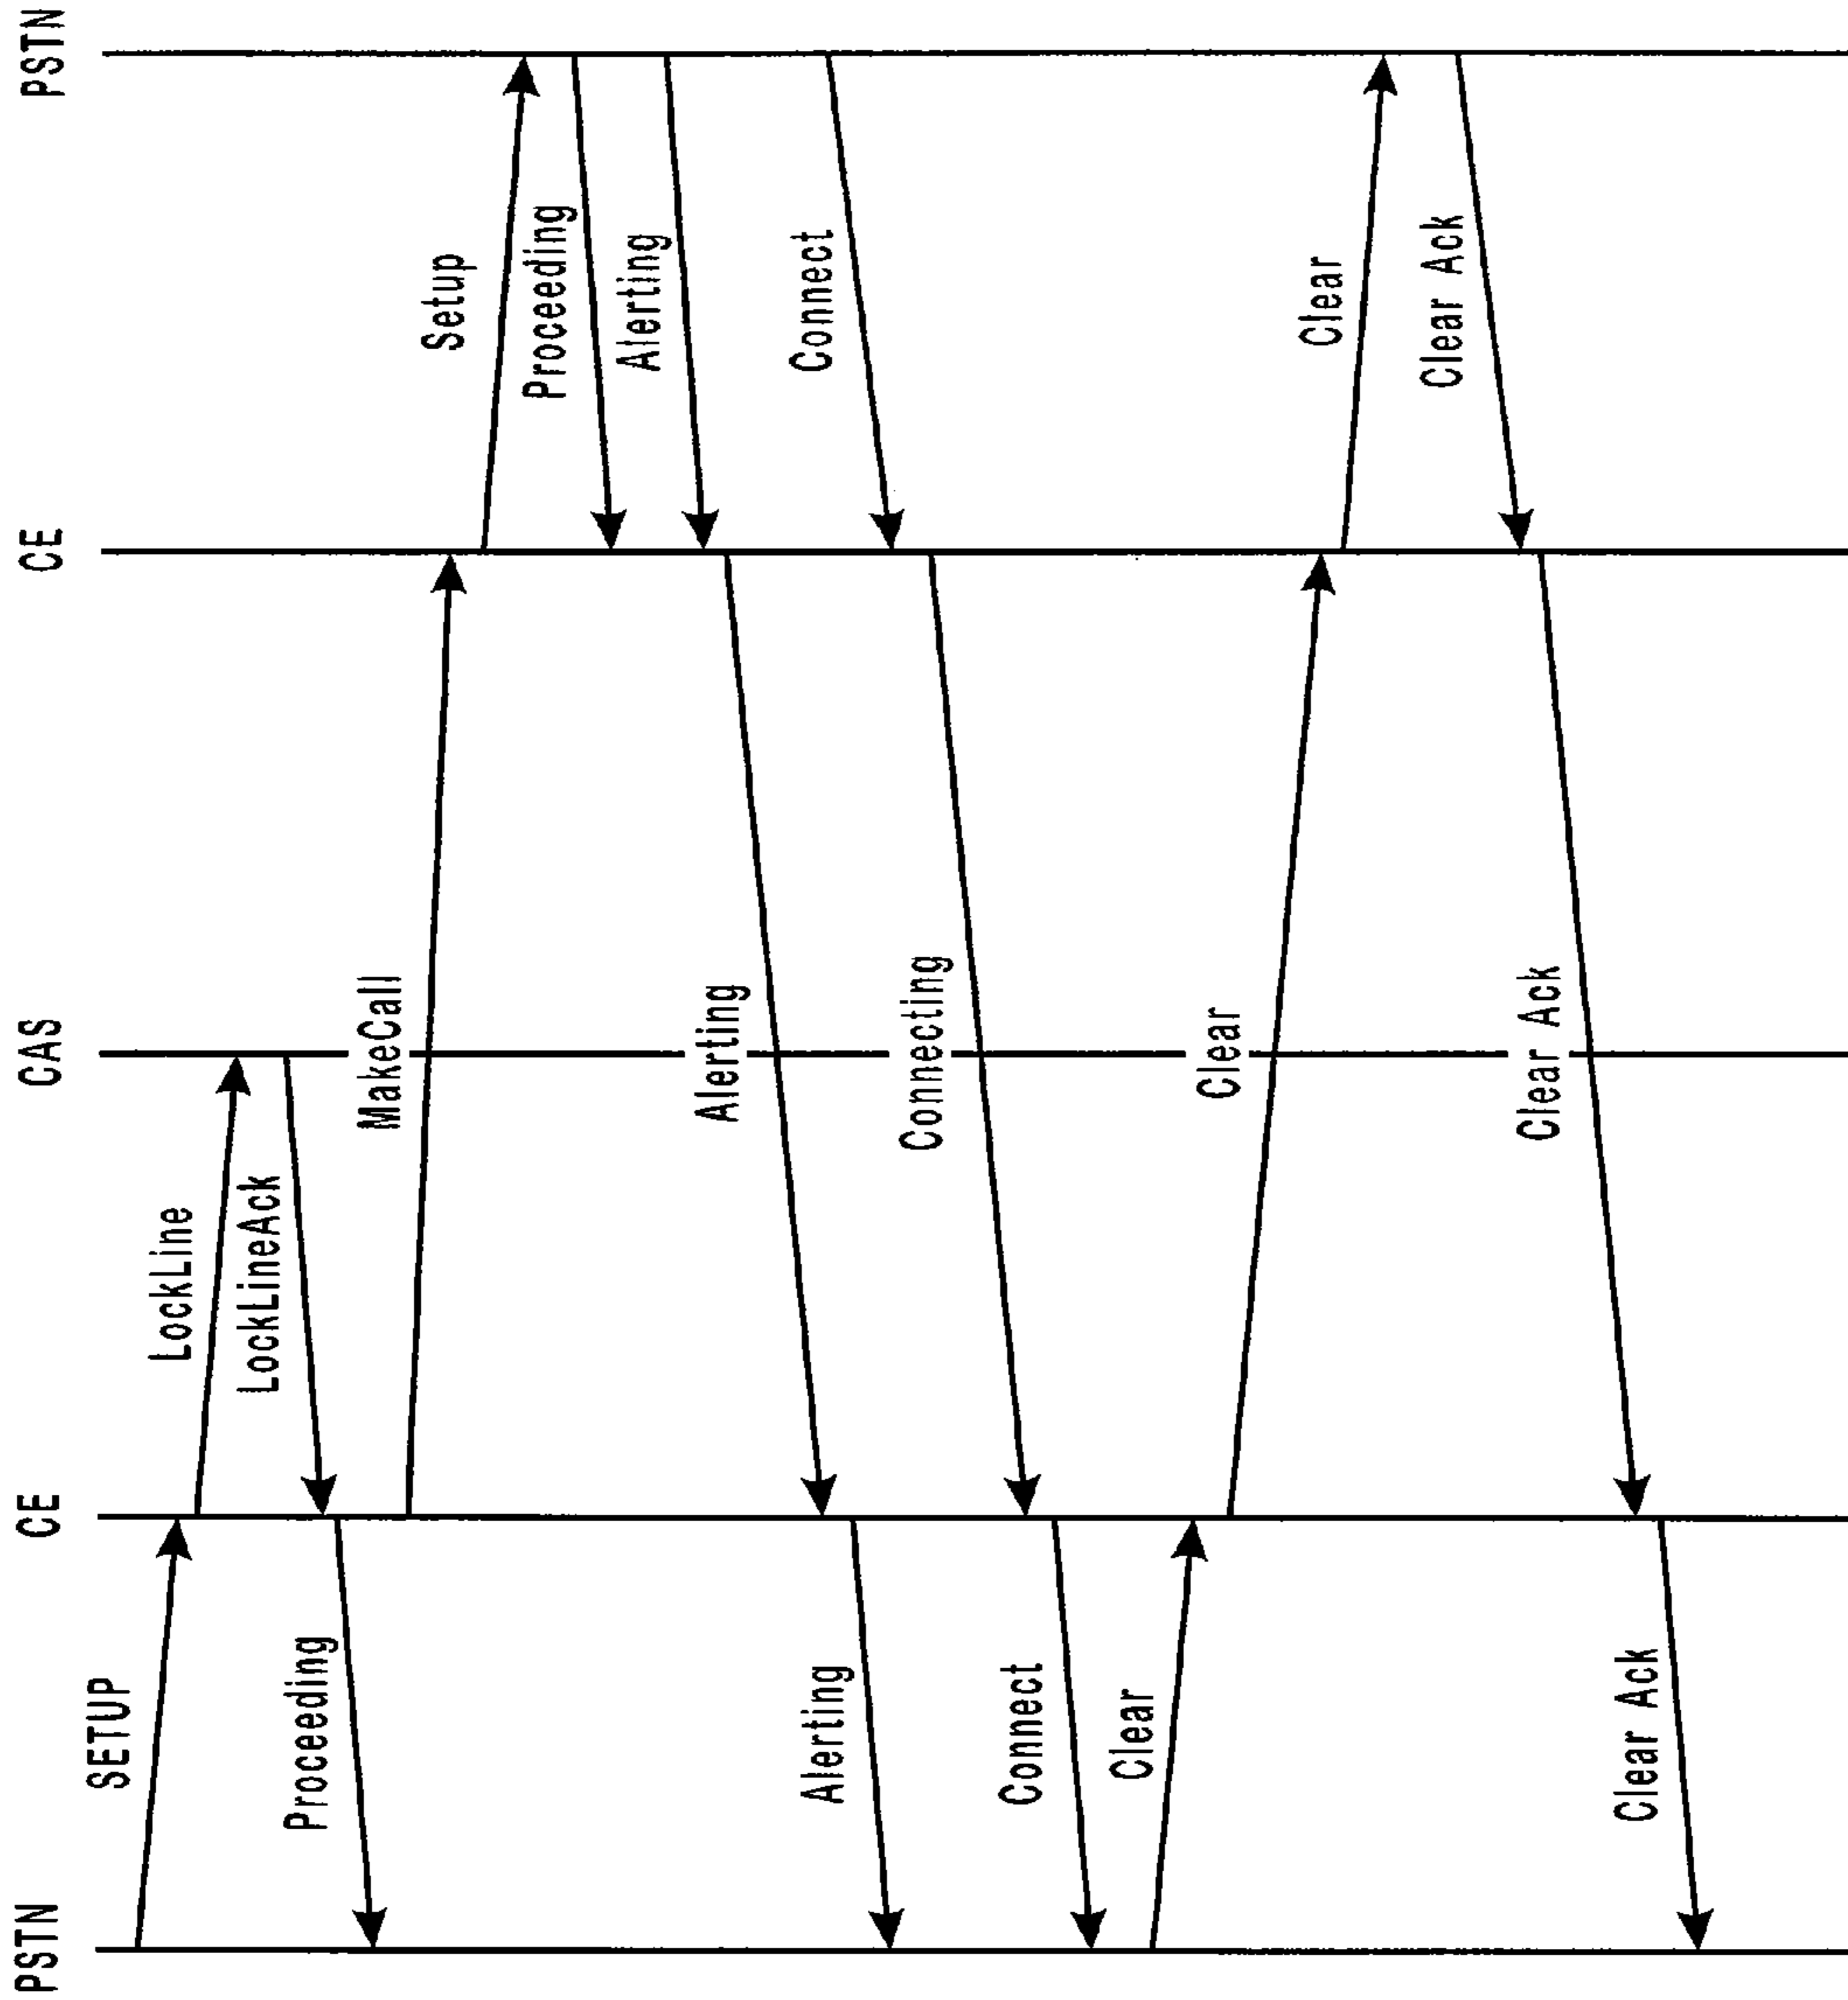 PSTN
CE
CAS
CE
PSTN
SETUP
LockLine
LockLineAck
Proceeding
MakeCall
Setup
Proceeding
Alerting
Alerting
Alerting
Connect
Connecting
Connect
Clear
Clear
Clear
Clear Ack
Clear Ack
Clear Ack